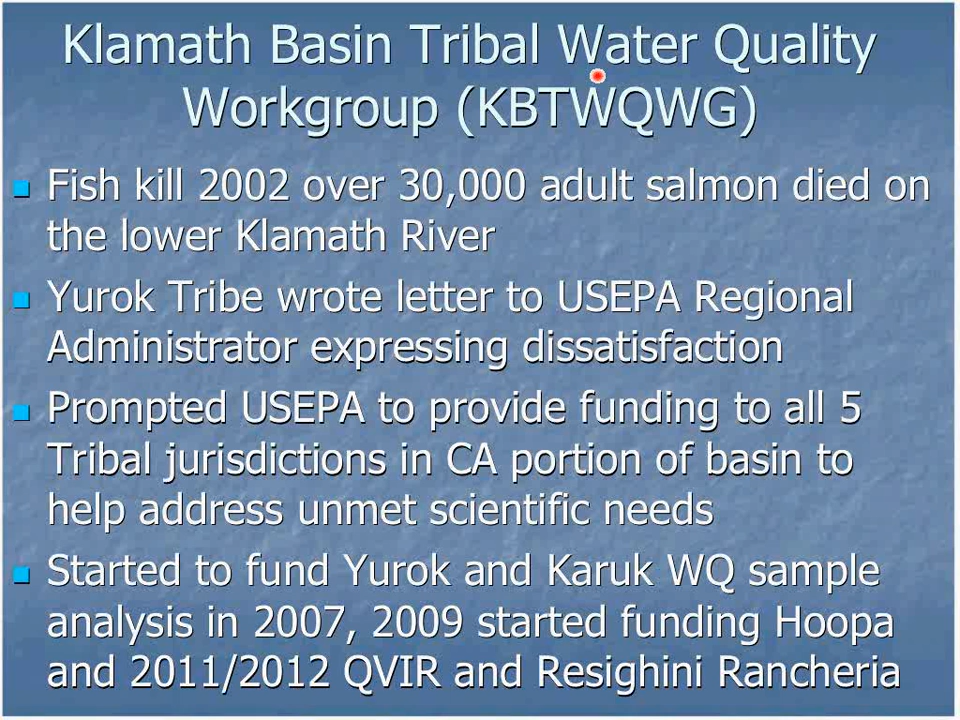 Klamath Basin Tribal Water Quality
Workgroup (KBTWQWG)
Fish kill 2002 over 30,000 adult salmon died on
the lower Klamath River
Yurok Tribe wrote letter to USEPA Regional
Administrator expressing dissatisfaction
Prompted USEPA to provide funding to all 5
Tribal jurisdictions in CA portion of basin to
help address unmet scientific needs
Started to fund Yurok and Karuk WQ sample
analysis in 2007, 2009 started funding Hoopa
and 2011/2012 QVIR and Resighini Rancheria